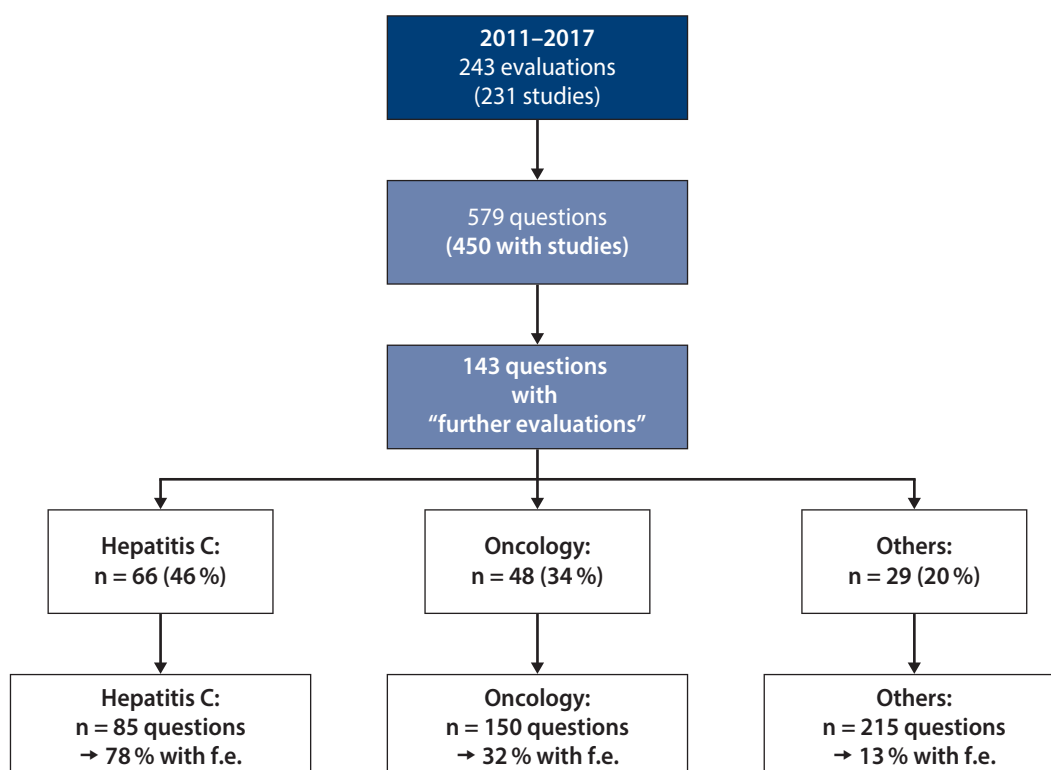 2011–2017
243 evaluations
(231 studies)
579 questions
(450 with studies)
143 questions
with
“further evaluations”
Hepatitis C:
n = 66 (46 %)
Oncology:
n = 48 (34 %)
Others:
n = 29 (20 %)
Hepatitis C:
n = 85 questions
→ 78 % with f.e.
Oncology:
n = 150 questions
→ 32 % with f.e.
Others:
n = 215 questions
→ 13 % with f.e.